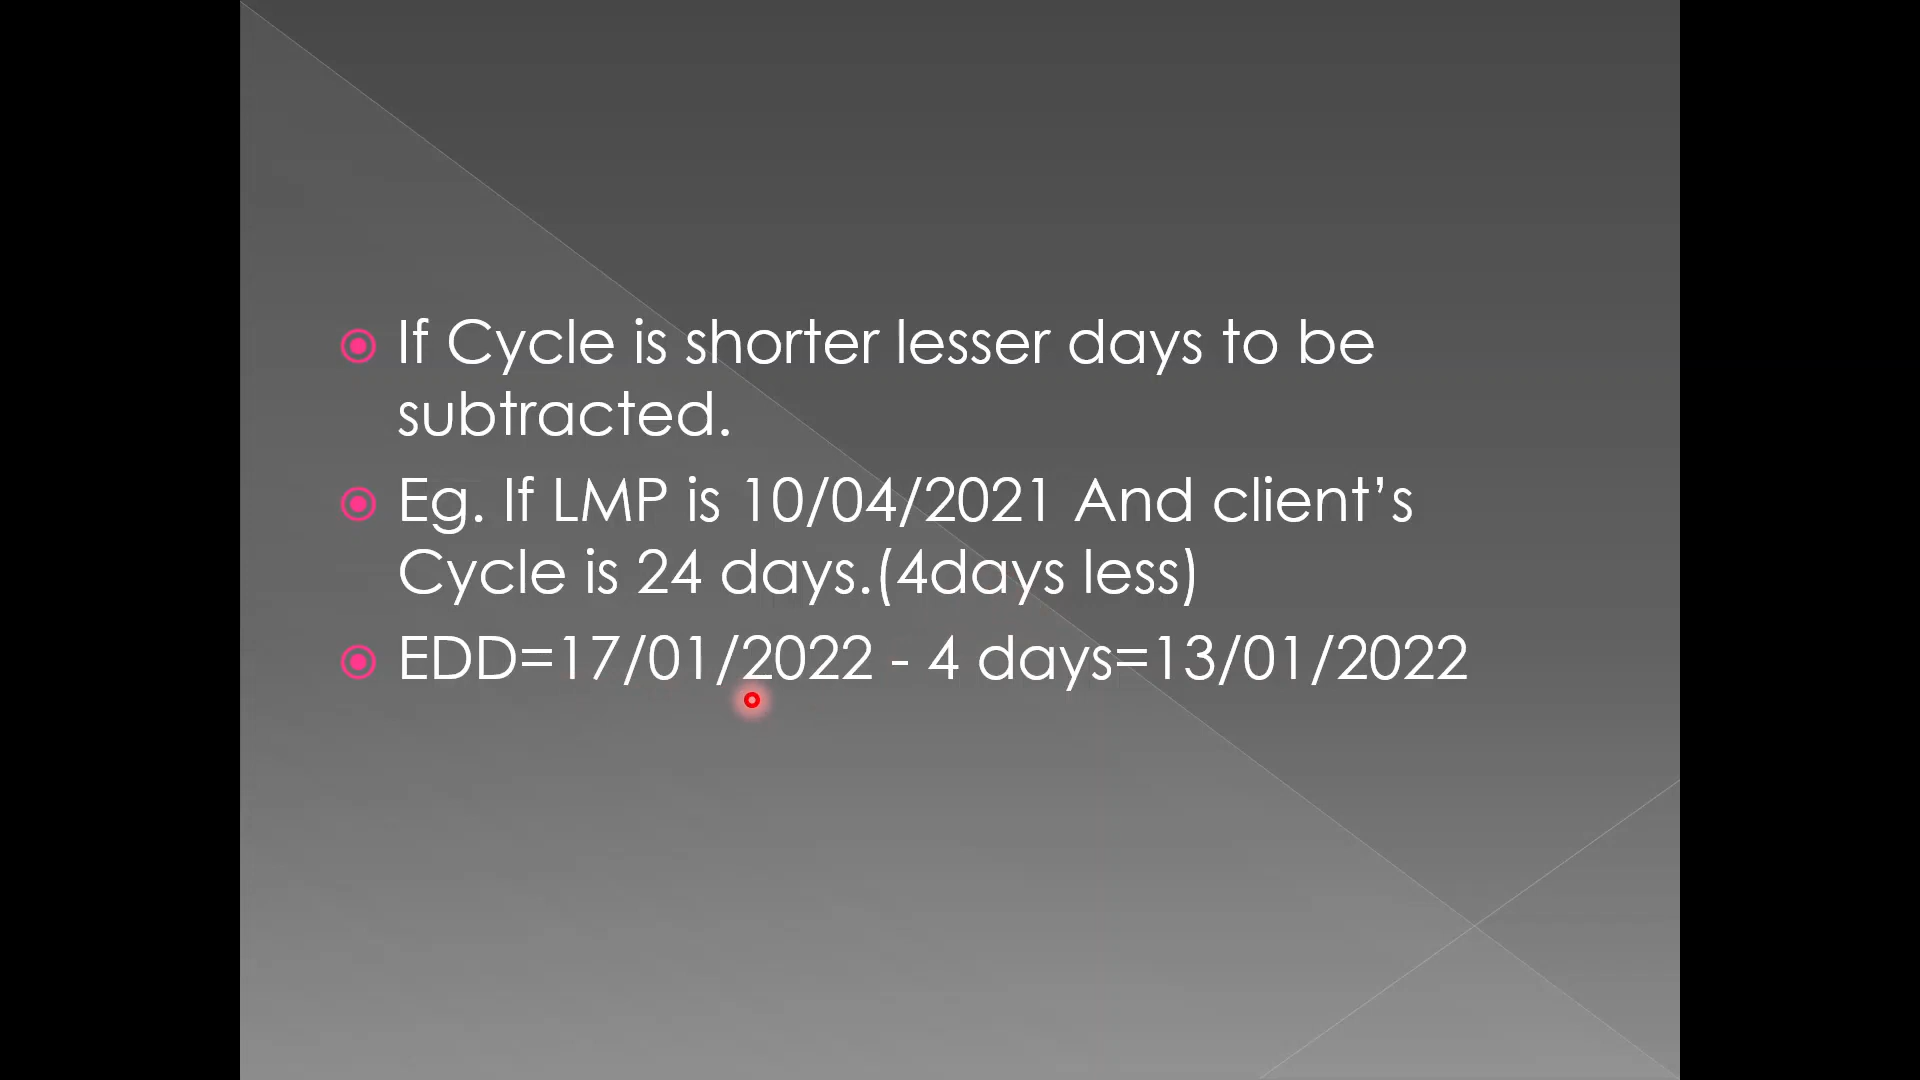 If Cycle is shorter lesser days to be
subtracted.
Eg. If LMP is 10/04/2021 And client’s
Cycle is 24 days.(4days less)
EDD=17/01/2022 - 4 days=13/01/2022